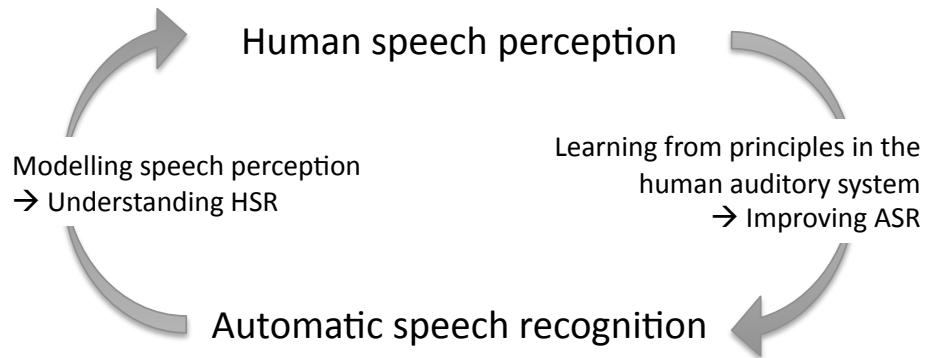 Human speech perception
Modelling speech perception
→ Understanding HSR
Learning from principles in the
human auditory system
→ Improving ASR
Automatic speech recognition